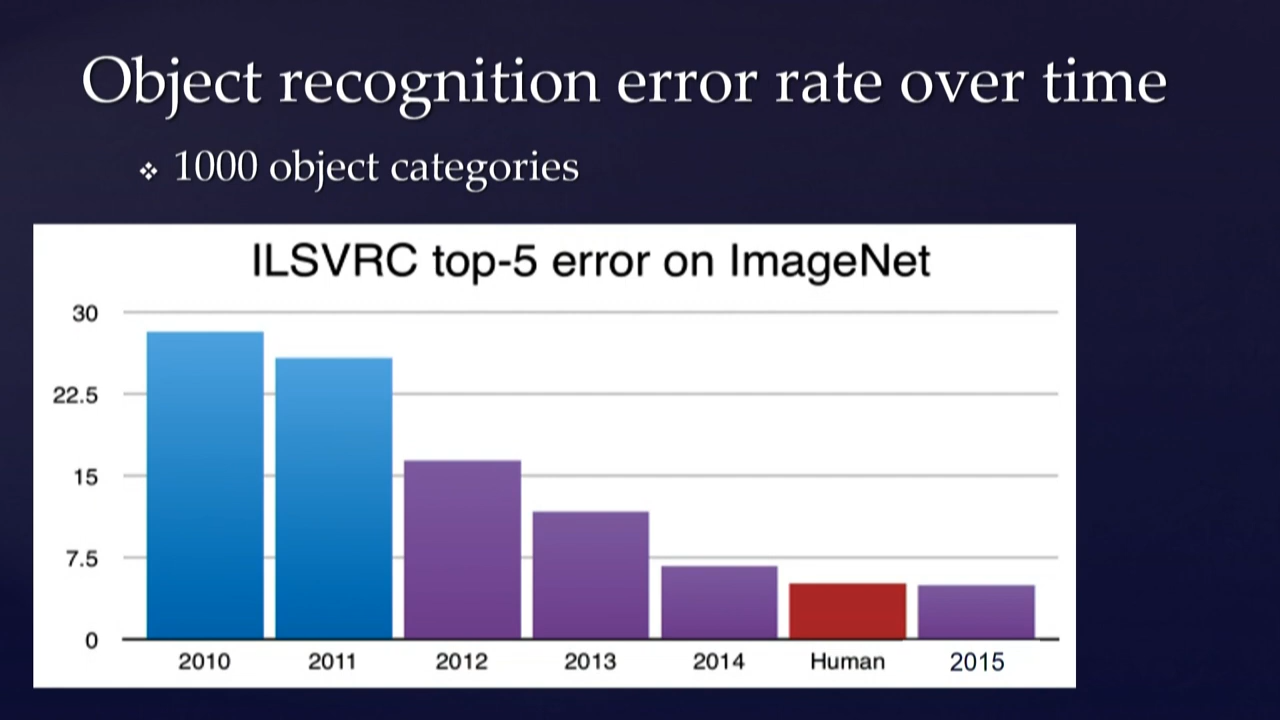 Object recognition error rate over time
❖ 1000 object categories
ILSVRC top-5 error on ImageNet
30
22.5
15
7.5
0
2010 2011 2012 2013 2014 Human 2015